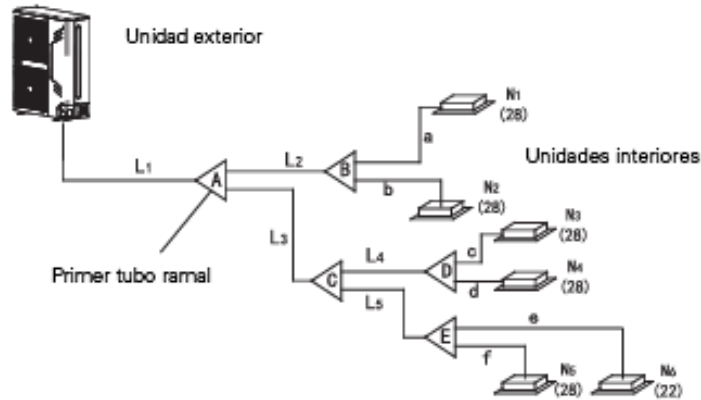 Unidad exterior
N1
(28)
a
L2
B
Unidades interiores
L1
A
b
N2
(28)
N3
(28)
L3
c
L4
D
Primer tubo ramal
C
d
N4
(28)
L5
e
E
f
N5
(28)
N6
(22)